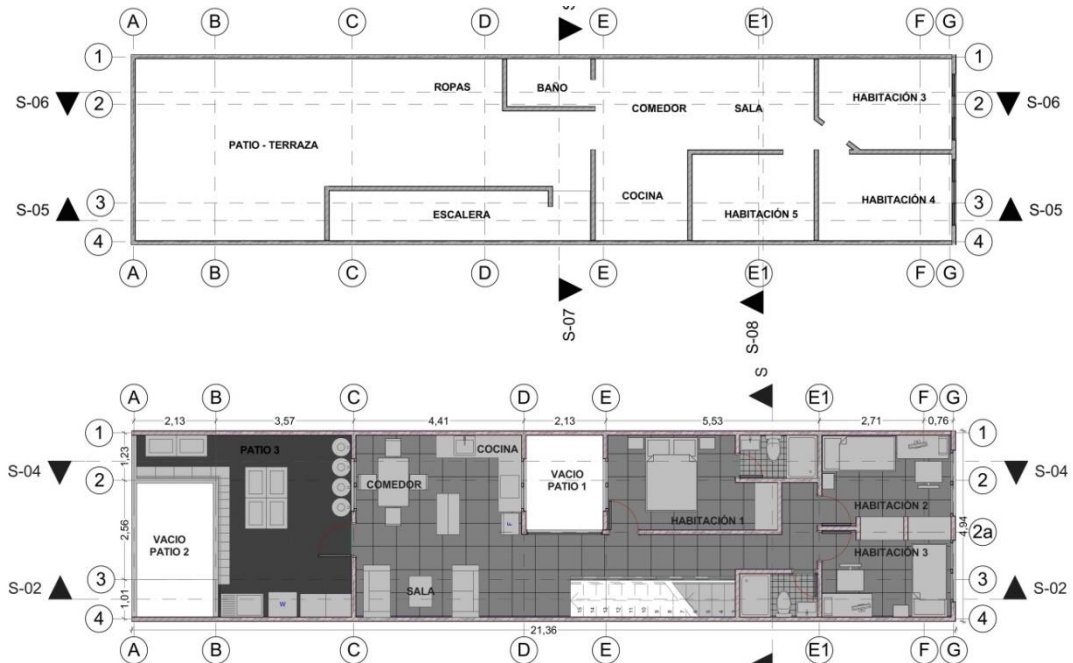 S
A B C D E E1 F G
1 1
ROPAS BAÑO HABITACIÓN 3
S-06 2 2 S-06
COMEDOR SALA
PATIO - TERRAZA
3 COCINA HABITACIÓN 4 3
S-05 S-05
ESCALERA HABITACIÓN 5
4 4
A B C D E E1 F G
S-07 S-08
S
A B C D E E1 F G
2,13 3,57 4,41 2,13 5,53 2,71 0,76
1 1
1,23 PATIO 3 COCINA
S-04 S-04
2 COMEDOR VACIO 2
PATIO 1
HABITACIÓN 2
HABITACIÓN 1
2,56 2a 4,94
VACIO HABITACIÓN 3
PATIO 2
3 3
S-02 S-02
SALA
1,01 W
4 4
21,36
A B C D E E1 F G